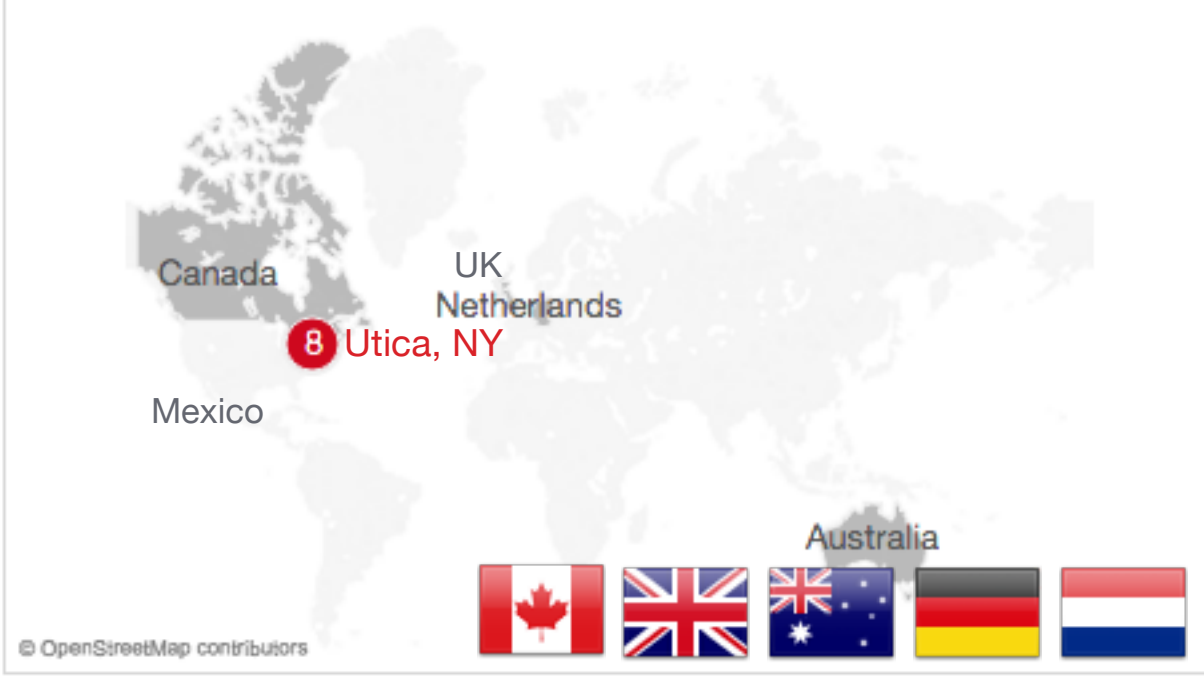 UK
Canada
Netherlands
8 Utica, NY
Mexico
Australia
© OpenStreetMap contributors